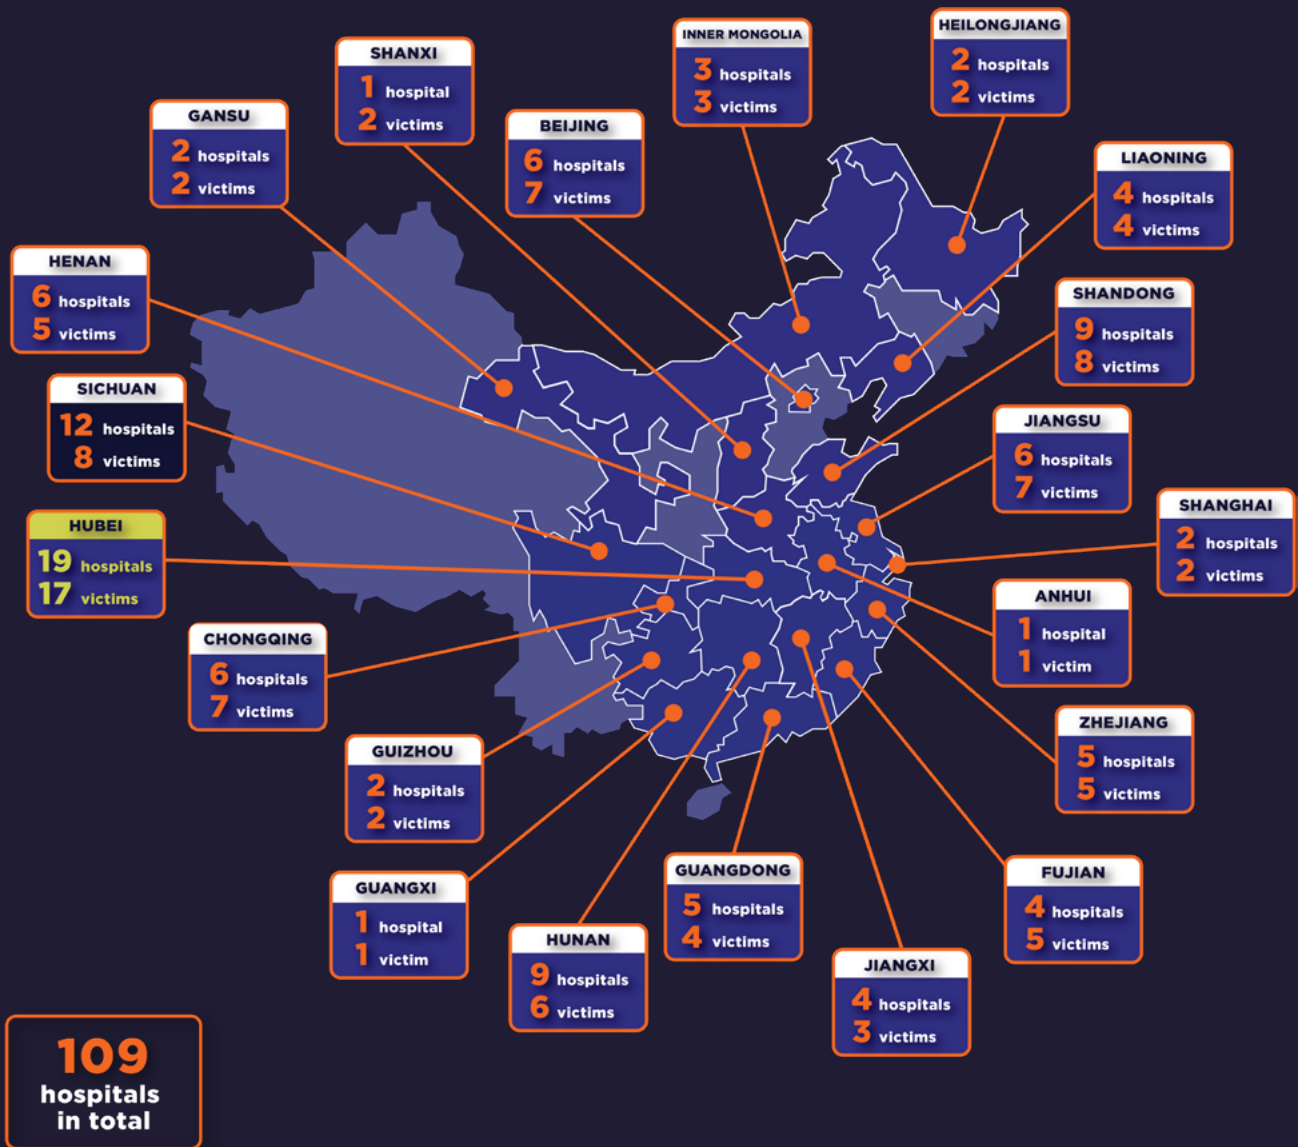 INNER MONGOLIA
3 hospitals
3 victims
HEILONGJIANG
2 hospitals
2 victims
SHANXI
1 hospital
2 victims
GANSU
2 hospitals
2 victims
BEIJING
6 hospitals
7 victims
LIAONING
4 hospitals
4 victims
HENAN
6 hospitals
5 victims
SHANDONG
9 hospitals
8 victims
SICHUAN
12 hospitals
8 victims
JIANGSU
6 hospitals
7 victims
SHANGHAI
2 hospitals
2 victims
HUBEI
19 hospitals
17 victims
ANHUI
1 hospital
1 victim
CHONGQING
6 hospitals
7 victims
ZHEJIANG
5 hospitals
5 victims
GUIZHOU
2 hospitals
2 victims
GUANGDONG
5 hospitals
4 victims
FUJIAN
4 hospitals
5 victims
GUANGXI
1 hospital
1 victim
HUNAN
9 hospitals
6 victims
JIANGXI
4 hospitals
3 victims
109
hospitals
in total